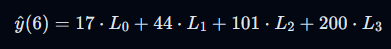 ŷ(6) = 17 · L₀ + 44 · L₁ + 101 · L₂ + 200 · L₃